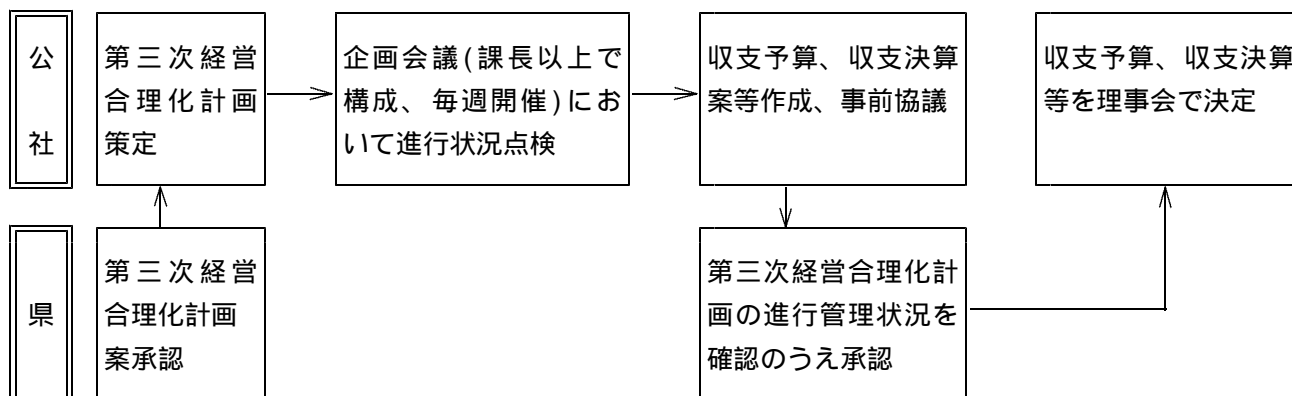 公
社
第三次経営
合理化計画
策定
企画会議(課長以上で
構成、毎週開催)にお
いて進行状況点検
収支予算、収支決算
案等作成、事前協議
収支予算、収支決算
等を理事会で決定
県
第三次経営
合理化計画
案承認
第三次経営合理化計
画の進行管理状況を
確認のうえ承認